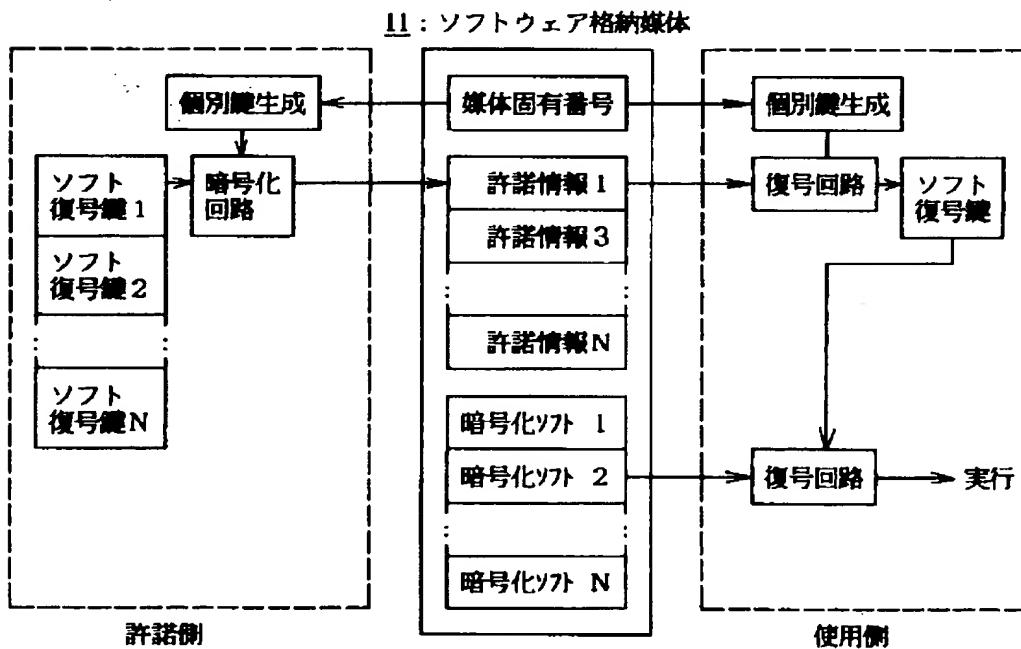 11:ソフトウェア格納媒体
個別鍵生成
ソフト
復号鍵1
ソフト
復号鍵2
⋮
ソフト
復号鍵N
暗号化
回路
許諾側
媒体固有番号
許諾情報1
許諾情報3
⋮
許諾情報N
暗号化ソフト 1
暗号化ソフト 2
⋮
暗号化ソフト N
個別鍵生成
復号回路
ソフト
復号鍵
復号回路
実行
使用側